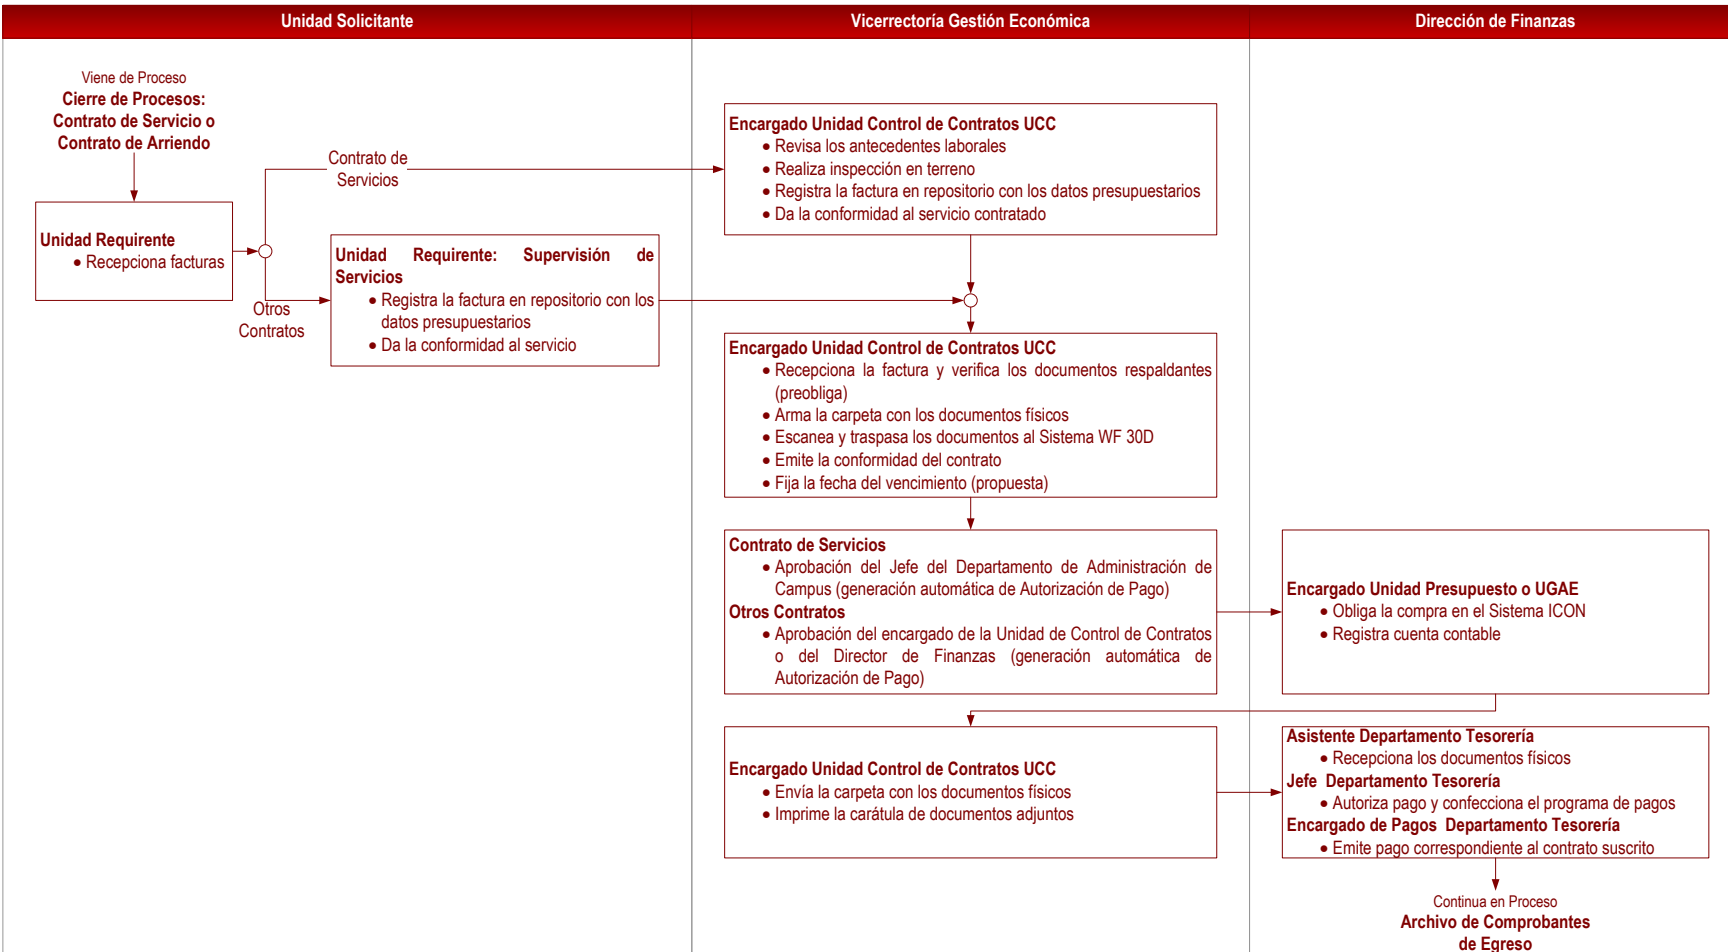 Unidad Solicitante
Vicerrectoría Gestión Económica
Dirección de Finanzas
Viene de Proceso
Cierre de Procesos:
Contrato de Servicio o
Contrato de Arriendo
Unidad Requirente
• Recepciona facturas
Contrato de
Servicios
Otros
Contratos
Unidad Requirente: Supervisión de
Servicios
• Registra la factura en repositorio con los
datos presupuestarios
• Da la conformidad al servicio
Encargado Unidad Control de Contratos UCC
• Revisa los antecedentes laborales
• Realiza inspección en terreno
• Registra la factura en repositorio con los datos presupuestarios
• Da la conformidad al servicio contratado
Encargado Unidad Control de Contratos UCC
• Recepciona la factura y verifica los documentos respaldantes
(preobliga)
• Arma la carpeta con los documentos físicos
• Escanea y traspasa los documentos al Sistema WF 30D
• Emite la conformidad del contrato
• Fija la fecha del vencimiento (propuesta)
Contrato de Servicios
• Aprobación del Jefe del Departamento de Administración de
Campus (generación automática de Autorización de Pago)
Otros Contratos
• Aprobación del encargado de la Unidad de Control de Contratos
o del Director de Finanzas (generación automática de
Autorización de Pago)
Encargado Unidad Presupuesto o UGAE
• Obliga la compra en el Sistema ICON
• Registra cuenta contable
Encargado Unidad Control de Contratos UCC
• Envía la carpeta con los documentos físicos
• Imprime la carátula de documentos adjuntos
Asistente Departamento Tesorería
• Recepciona los documentos físicos
Jefe Departamento Tesorería
• Autoriza pago y confecciona el programa de pagos
Encargado de Pagos Departamento Tesorería
• Emite pago correspondiente al contrato suscrito
Continua en Proceso
Archivo de Comprobantes
de Egreso